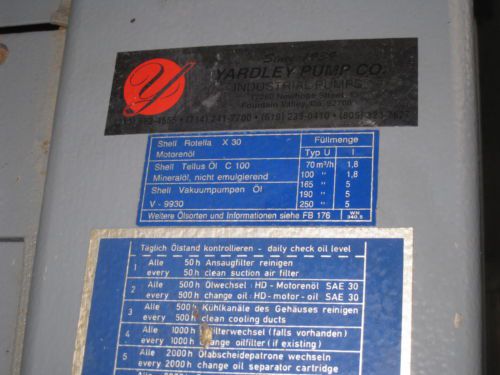 Since 1954
YARDLEY PUMP CO.
INDUSTRIAL PUMPS
Fountain Valley, Ca. 92708
Shell Rotella X 30
Motorenöl
Shell Tellus Öl C 100
Mineralöl, nicht emulgierend
Shell Vakuumpumpen Öl
V - 9930
Füllmenge
Typ U l
70 m³/h 1,8
100 " 1,8
165 " 5
190 " 5
250 " 5
Weitere Ölsorten und Informationen siehe FB 176
Täglich Ölstand kontrollieren - daily check oil level
1 Alle 50 h Ansaugfilter reinigen
every 50 h clean suction air filter
2 Alle 500 h Ölwechsel : HD - Motorenöl SAE 30
every 500 h change oil : HD - motor - oil SAE 30
3 Alle 500 h Kühlkanäle des Gehäuses reinigen
every 500 h clean cooling ducts
4 Alle 1000 h filterwechsel (falls vorhanden)
every 1000 h change oilfilter (if existing)
5 Alle 2000 h Ölabscheidepatrone wechseln
every 2000 h change oil separator cartridge